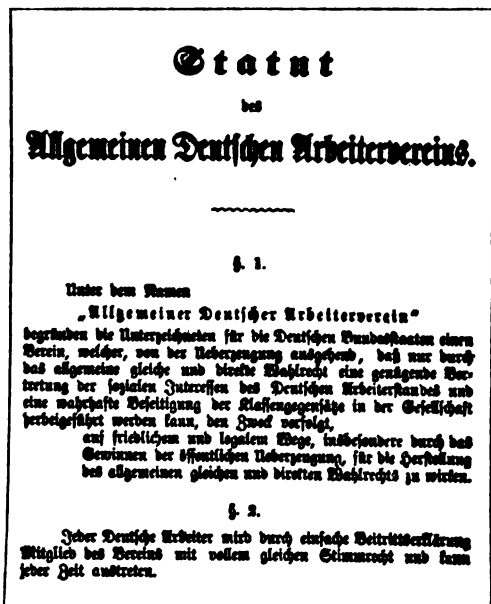 Statut
des
Allgemeinen Deutschen Arbeitervereins.
§. 1.
Unter dem Namen
„Allgemeiner Deutscher Arbeiterverein“
begründen die Unterzeichneten für die Deutschen Bundesstaaten einen
Verein, welcher, von der Ueberzeugung ausgehend, daß nur durch
das allgemeine gleiche und direkte Wahlrecht eine genügende Ver-
tretung der sozialen Interessen des Deutschen Arbeiterstandes und
eine wahrhafte Beseitigung der Klassengegensätze in der Gesellschaft
herbeigeführt werden kann, den Zweck verfolgt,
auf friedlichem und legalem Wege, insbesondere durch das
Gewinnen der öffentlichen Ueberzeugung, für die Herstellung
des allgemeinen gleichen und direkten Wahlrechts zu wirken.
§. 2.
Jeder Deutsche Arbeiter wird durch einfache Beitrittserklärung
Mitglied des Vereins mit vollem gleichen Stimmrecht und kann
jeder Zeit austreten.